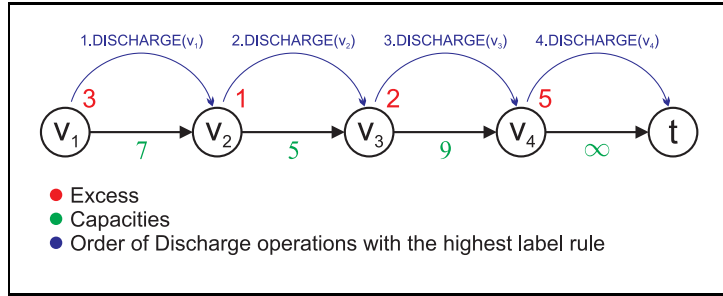 1.DISCHARGE(v₁) 2.DISCHARGE(v₂) 3.DISCHARGE(v₃) 4.DISCHARGE(v₄)
3 1 2 5
v₁ v₂ v₃ v₄ t
7 5 9 ∞
Excess
Capacities
Order of Discharge operations with the highest label rule